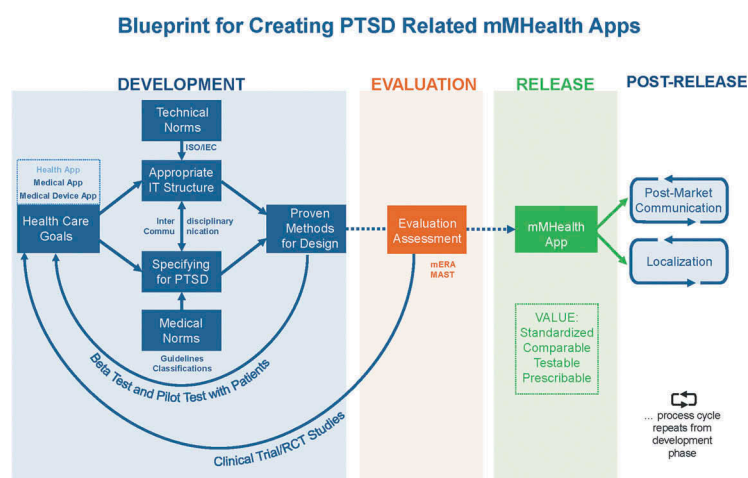 Blueprint for Creating PTSD Related mMHealth Apps
DEVELOPMENT
EVALUATION
RELEASE
POST-RELEASE
Technical
Norms
ISO/IEC
Health App
Medical App
Medical Device App
Appropriate
IT Structure
Health Care
Goals
Inter disciplinary
Commu nication
Proven
Methods
for Design
Specifying
for PTSD
Medical
Norms
Guidelines
Classifications
Beta Test and Pilot Test with Patients
Clinical Trial/RCT Studies
Evaluation
Assessment
mERA
MAST
mMHealth
App
VALUE:
Standardized
Comparable
Testable
Prescribable
Post-Market
Communication
Localization
... process cycle
repeats from
development
phase